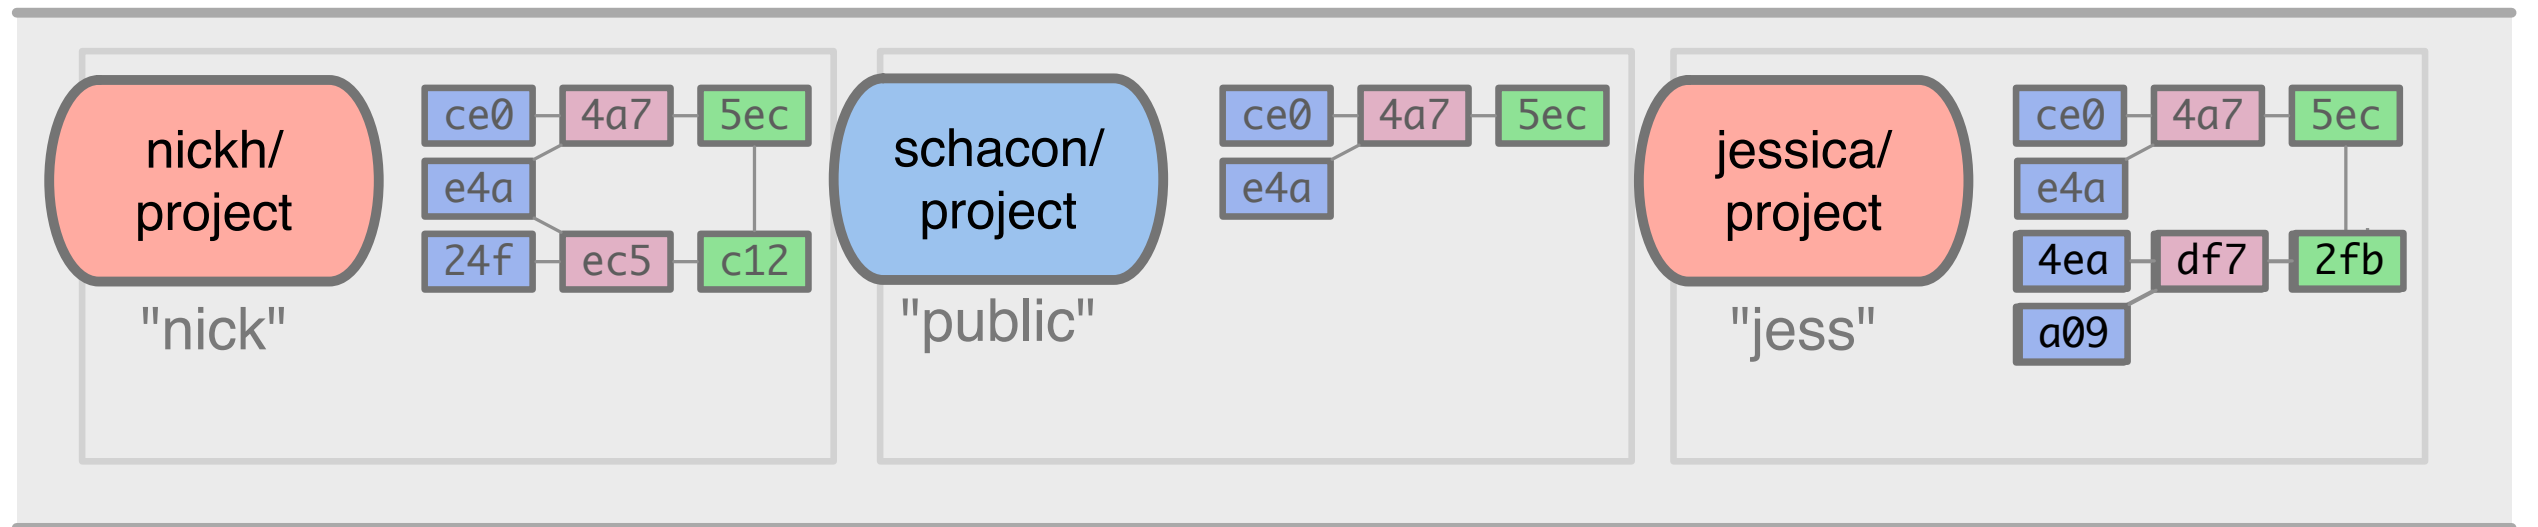 nickh/
project
"nick"
ce0 4a7 5ec
e4a
24f ec5 c12
schacon/
project
"public"
ce0 4a7 5ec
e4a
jessica/
project
"jess"
ce0 4a7 5ec
e4a
4ea df7 2fb
a09